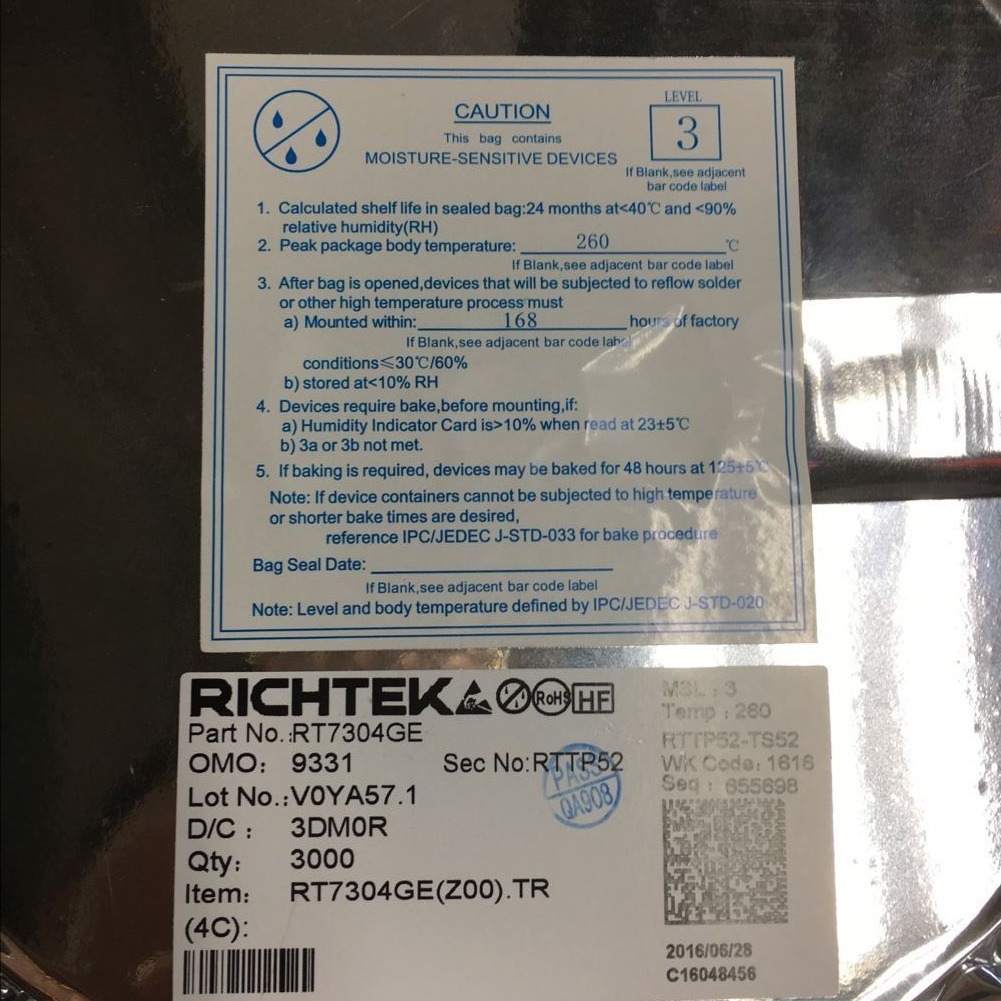 CAUTION
This bag contains
MOISTURE-SENSITIVE DEVICES
LEVEL
3
If Blank,see adjacent
bar code label
1. Calculated shelf life in sealed bag:24 months at<40℃ and <90%
relative humidity(RH)
2. Peak package body temperature: 260 ℃
If Blank,see adjacent bar code label
3. After bag is opened,devices that will be subjected to reflow solder
or other high temperature process must
a) Mounted within: 168 hours of factory
If Blank,see adjacent bar code label
conditions≤30℃/60%
b) stored at<10% RH
4. Devices require bake,before mounting,if:
a) Humidity Indicator Card is>10% when read at 23±5℃
b) 3a or 3b not met.
5. If baking is required, devices may be baked for 48 hours at 125±5℃
Note: If device containers cannot be subjected to high temperature
or shorter bake times are desired,
reference IPC/JEDEC J-STD-033 for bake procedure
Bag Seal Date:
If Blank,see adjacent bar code label
Note: Level and body temperature defined by IPC/JEDEC J-STD-020
RICHTEK RoHS HF
Part No.:RT7304GE
OMO: 9331 Sec No:RTTP52
Lot No.:V0YA57.1
D/C : 3DM0R
Qty: 3000
Item: RT7304GE(Z00).TR
(4C):
PASS
QA908
MSL : 3
Temp : 260
RTTP52-TS52
WK Code: 1616
Seq : 655698
2016/06/28
C16048456